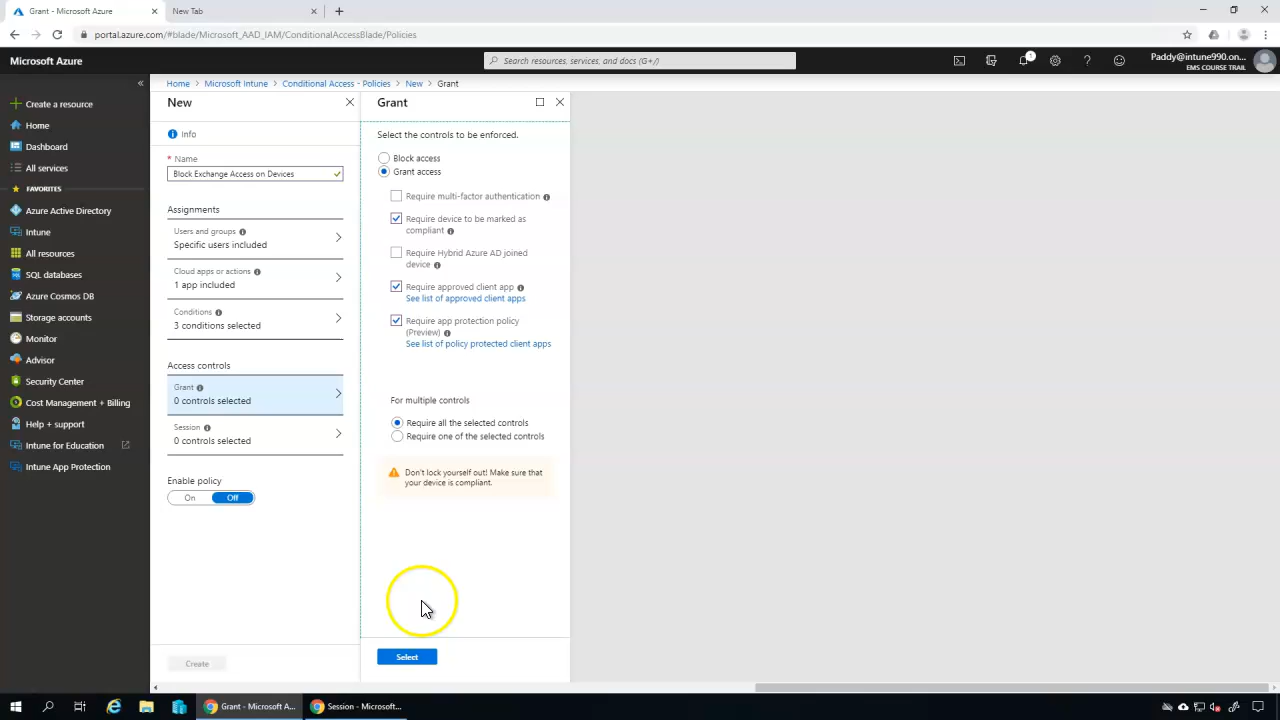 Grant - Microsoft Azure
New Tab
portal.azure.com/#blade/Microsoft_AAD_IAM/ConditionalAccessBlade/Policies
Microsoft Azure
Search resources, services, and docs (G+/)
1
Paddy@intune990.on...
EMS COURSE TRAIL
Home > Microsoft Intune > Conditional Access - Policies > New > Grant
Create a resource
Home
Dashboard
All services
FAVORITES
Azure Active Directory
Intune
All resources
SQL databases
Azure Cosmos DB
Storage accounts
Monitor
Advisor
Security Center
Cost Management + Billing
Help + support
Intune for Education
Intune App Protection
New
Info
* Name
Block Exchange Access on Devices
Assignments
Users and groups
Specific users included
Cloud apps or actions
1 app included
Conditions
3 conditions selected
Access controls
Grant
0 controls selected
Session
0 controls selected
Enable policy
On Off
Create
Grant
Select the controls to be enforced.
Block access
Grant access
Require multi-factor authentication
Require device to be marked as
compliant
Require Hybrid Azure AD joined
device
Require approved client app
See list of approved client apps
Require app protection policy
(Preview)
See list of policy protected client apps
For multiple controls
Require all the selected controls
Require one of the selected controls
Don't lock yourself out! Make sure that
your device is compliant.
Select
Grant - Microsoft A...
Session - Microsoft...